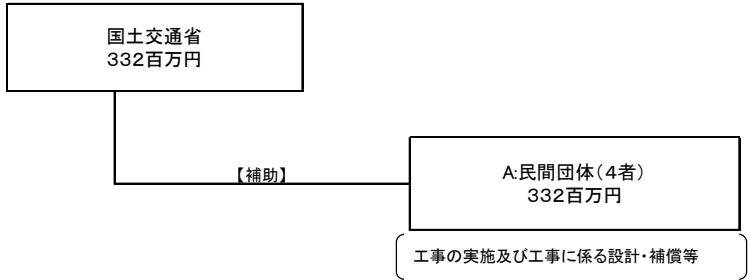 国土交通省
332百万円
【補助】
A:民間団体(4者)
332百万円
工事の実施及び工事に係る設計・補償等